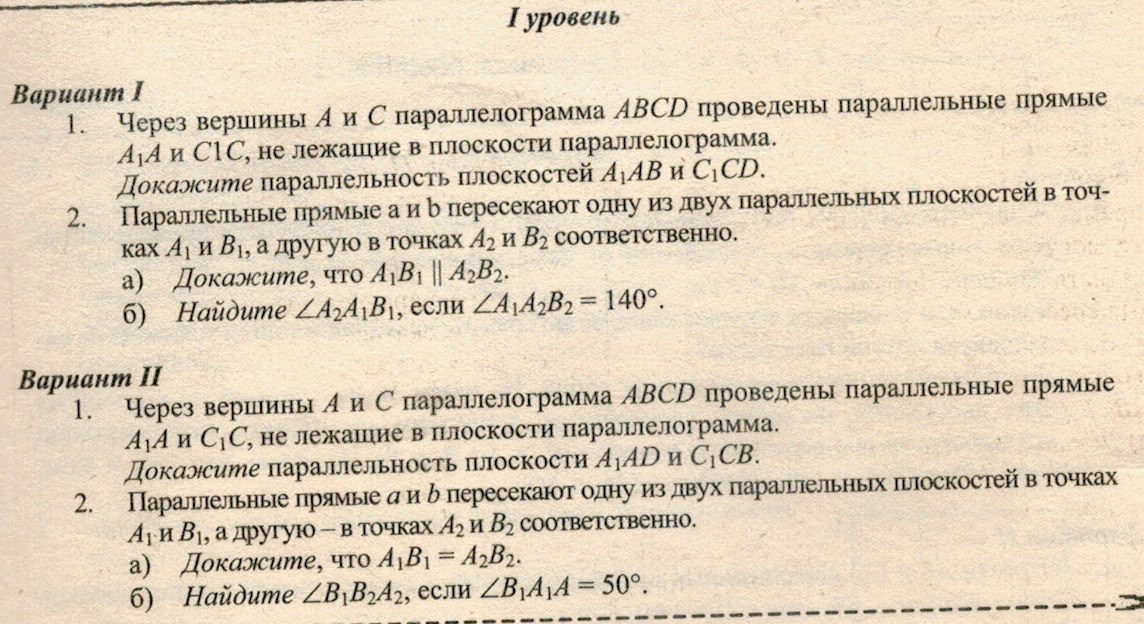 I уровень
Вариант I
1. Через вершины A и C параллелограмма ABCD проведены параллельные прямые
A₁A и C1C, не лежащие в плоскости параллелограмма.
Докажите параллельность плоскостей A₁AB и C₁CD.
2. Параллельные прямые a и b пересекают одну из двух параллельных плоскостей в точ-
ках A₁ и B₁, а другую в точках A₂ и B₂ соответственно.
а) Докажите, что A₁B₁ || A₂B₂.
б) Найдите ∠A₂A₁B₁, если ∠A₁A₂B₂ = 140°.
Вариант II
1. Через вершины A и C параллелограмма ABCD проведены параллельные прямые
A₁A и C₁C, не лежащие в плоскости параллелограмма.
Докажите параллельность плоскости A₁AD и C₁CB.
2. Параллельные прямые a и b пересекают одну из двух параллельных плоскостей в точках
A₁ и B₁, а другую – в точках A₂ и B₂ соответственно.
а) Докажите, что A₁B₁ = A₂B₂.
б) Найдите ∠B₁B₂A₂, если ∠B₁A₁A = 50°.